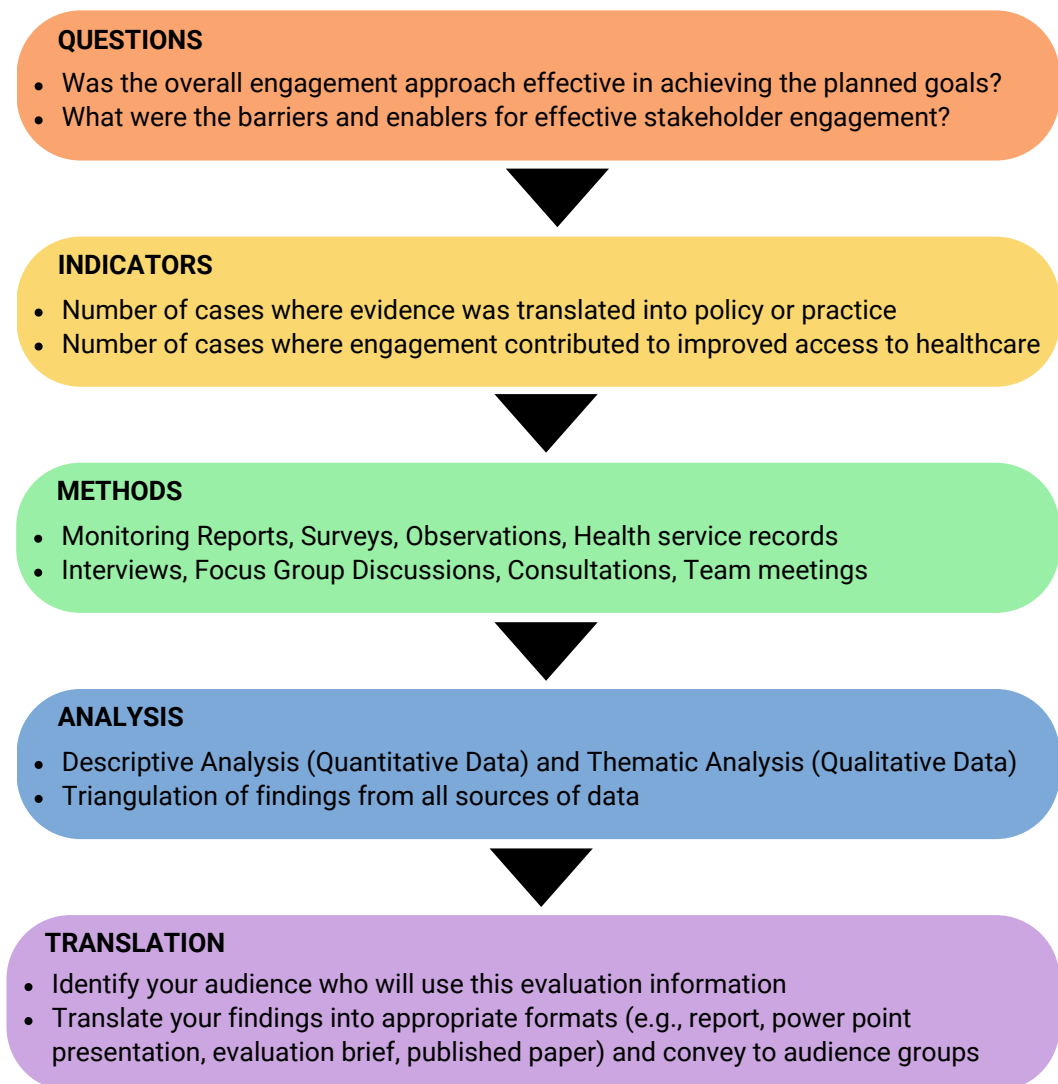 QUESTIONS
• Was the overall engagement approach effective in achieving the planned goals?
• What were the barriers and enablers for effective stakeholder engagement?
INDICATORS
• Number of cases where evidence was translated into policy or practice
• Number of cases where engagement contributed to improved access to healthcare
METHODS
• Monitoring Reports, Surveys, Observations, Health service records
• Interviews, Focus Group Discussions, Consultations, Team meetings
ANALYSIS
• Descriptive Analysis (Quantitative Data) and Thematic Analysis (Qualitative Data)
• Triangulation of findings from all sources of data
TRANSLATION
• Identify your audience who will use this evaluation information
• Translate your findings into appropriate formats (e.g., report, power point
presentation, evaluation brief, published paper) and convey to audience groups